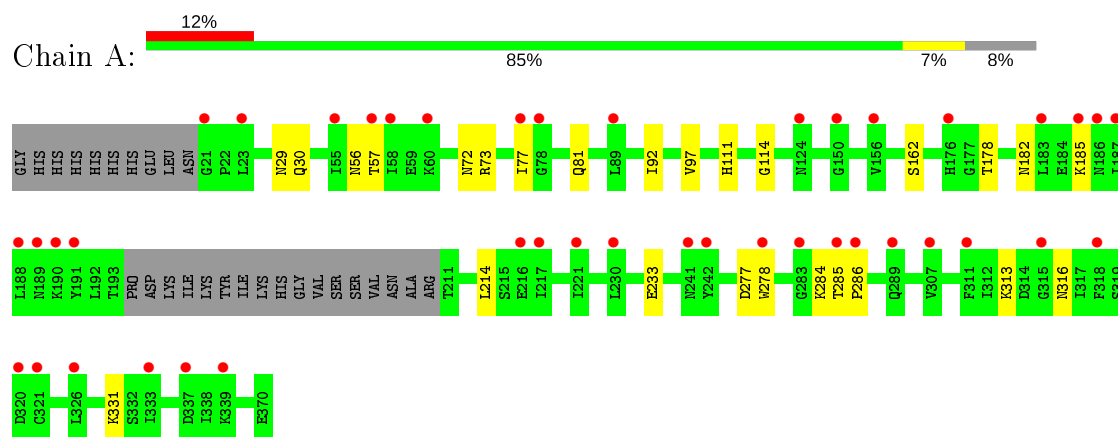 12%
Chain A:
85% 7% 8%
GLY HIS HIS HIS HIS HIS HIS GLU LEU ASN G21 P22 L23 N29 Q30 I55 N56 T57 I58 E59 K60 N72 R73 I77 G78 Q81 L89 I92 V97 H111 G114 N124 G150 V156 S162 H176 G177 T178 N182 L183 E184 K185 N186 I187
L188 N189 K190 Y191 L192 T193 PRO ASP LYS ILE LYS TYR ILE LYS HIS GLY VAL SER SER VAL ASN ALA ARG T211 L214 S215 E216 I217 I221 L230 E233 N241 Y242 D277 W278 G283 K284 T285 P286 Q289 V307 F311 I312 K313 D314 G315 N316 I317 F318 S319
D320 C321 L326 K331 S332 I333 D337 I338 K339 E370